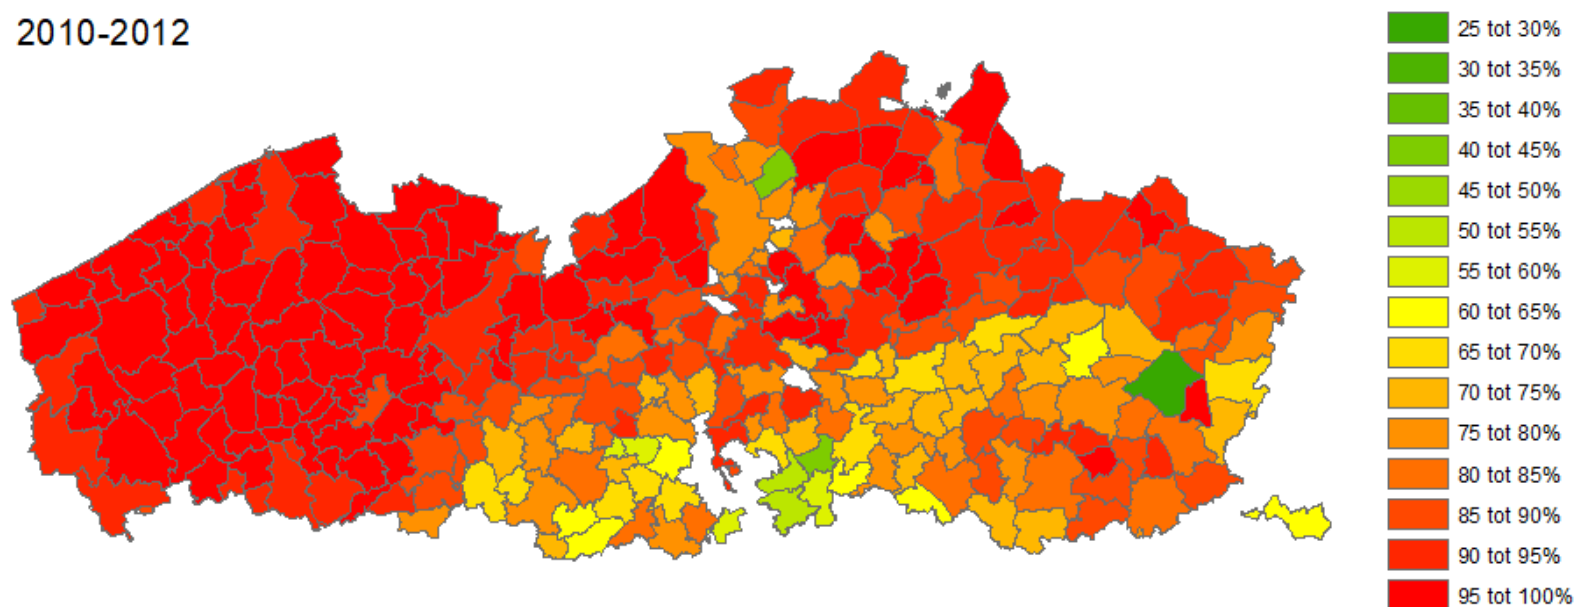 2010-2012
25 tot 30%
30 tot 35%
35 tot 40%
40 tot 45%
45 tot 50%
50 tot 55%
55 tot 60%
60 tot 65%
65 tot 70%
70 tot 75%
75 tot 80%
80 tot 85%
85 tot 90%
90 tot 95%
95 tot 100%